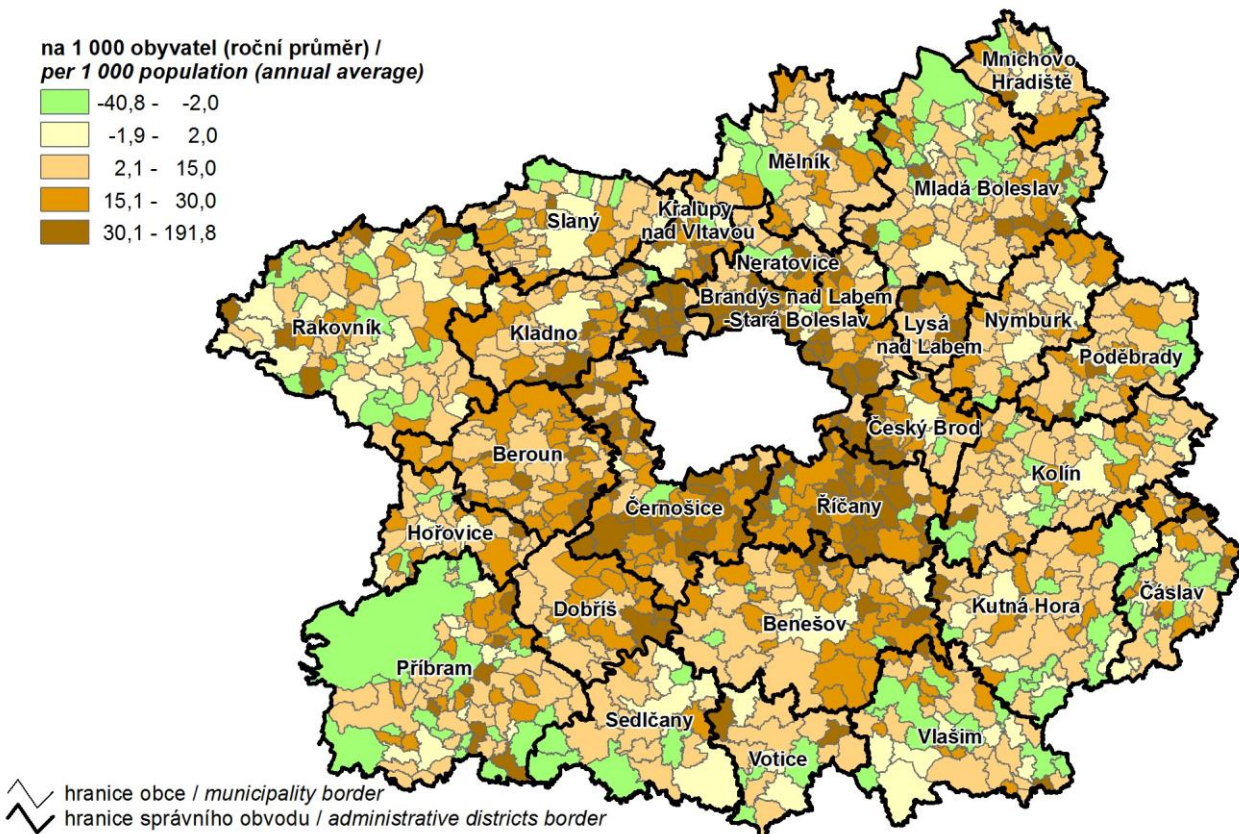 na 1 000 obyvatel (roční průměr) /
per 1 000 population (annual average)
-40,8 - -2,0
-1,9 - 2,0
2,1 - 15,0
15,1 - 30,0
30,1 - 191,8
Mnichovo
Hradiště
Mělník
Mladá Boleslav
Slaný
Kralupy
nad Vltavou
Neratovice
Rakovník
Kladno
Brandýs nad Labem
-Stará Boleslav
Lysá
nad Labem
Nymburk
Poděbrady
Český Brod
Beroun
Kolín
Hořovice
Černošice
Říčany
Dobříš
Benešov
Kutná Hora
Čáslav
Příbram
Sedlčany
Votice
Vlašim
hranice obce / municipality border
hranice správního obvodu / administrative districts border